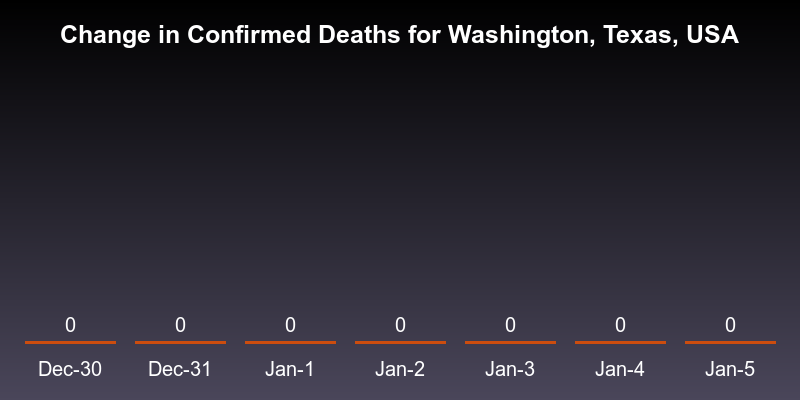 Change in Confirmed Deaths for Washington, Texas, USA
0 0 0 0 0 0 0
Dec-30 Dec-31 Jan-1 Jan-2 Jan-3 Jan-4 Jan-5